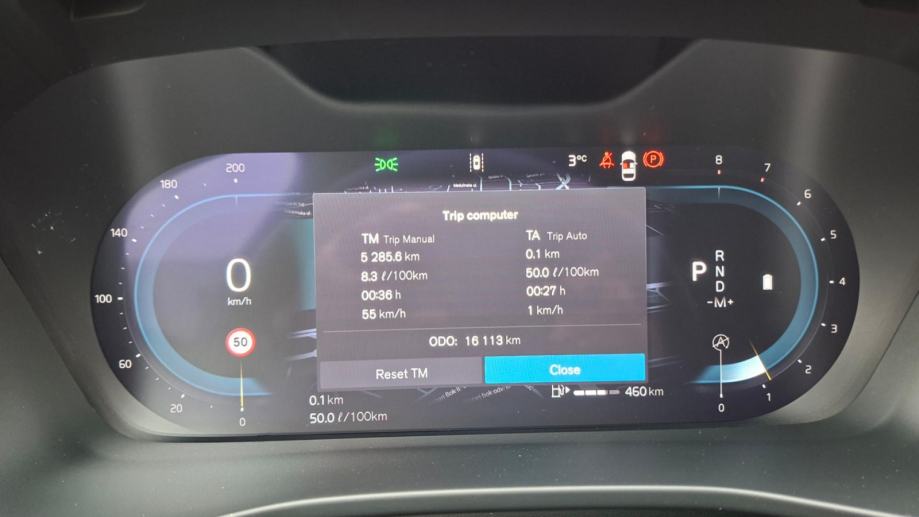 3°C
P
200
180
140
100
60
20
0
0
km/h
50
Trip computer
TM Trip Manual
5 285.6 km
8.3 ℓ/100km
00:36 h
55 km/h
TA Trip Auto
0.1 km
50.0 ℓ/100km
00:27 h
1 km/h
ODO: 16 113 km
Reset TM
Close
0.1 km
50.0 ℓ/100km
460 km
P
R
N
D
-M+
A
8
7
6
5
4
3
2
1
0